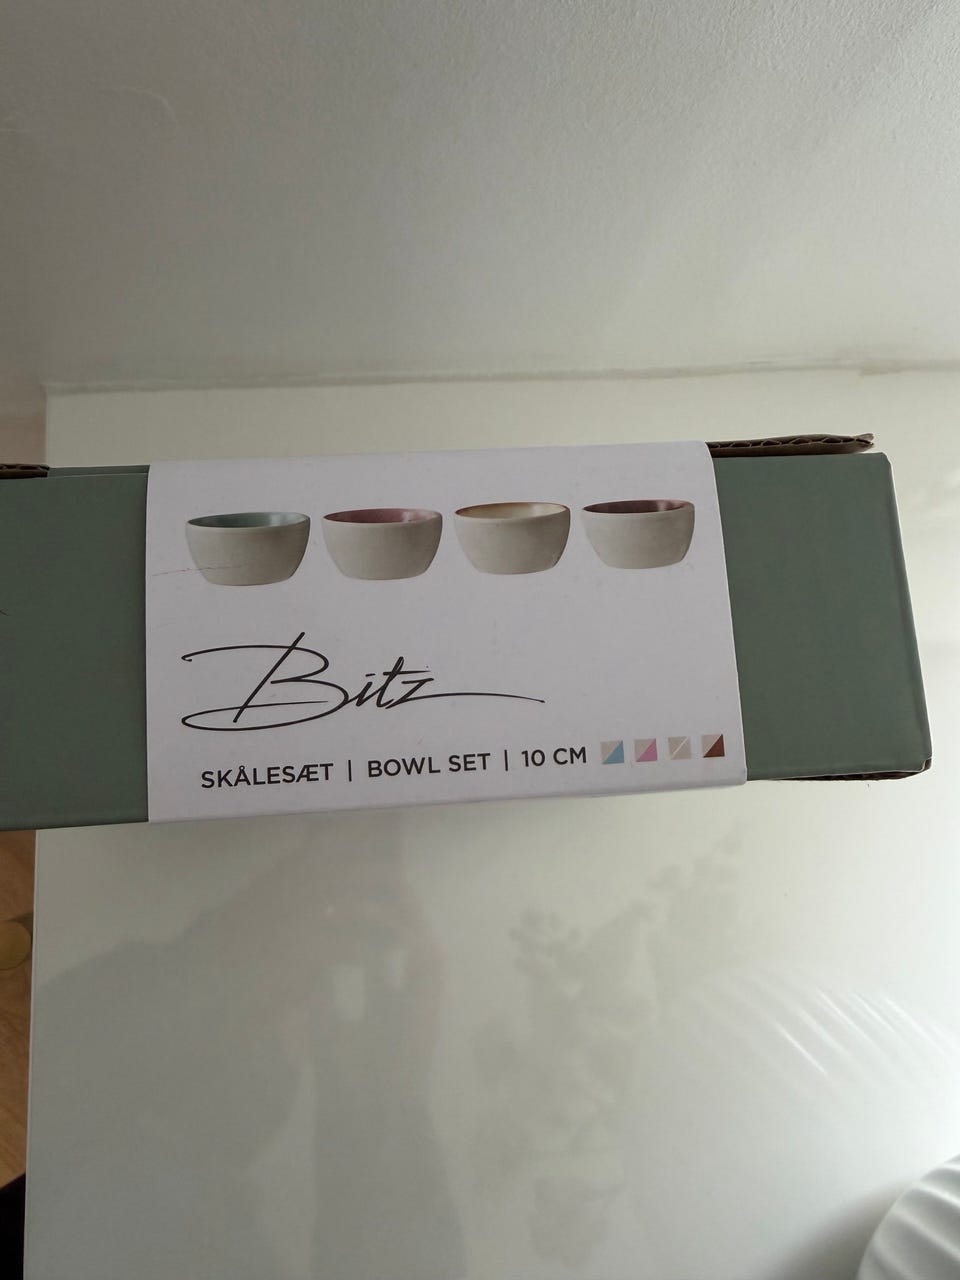 Bitz
SKÅLESÆT | BOWL SET | 10 CM